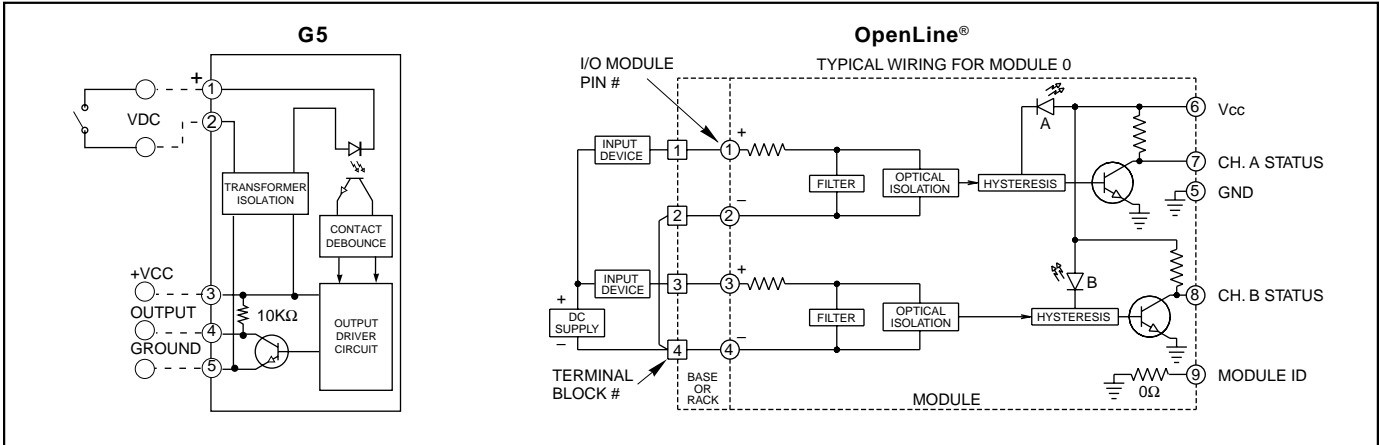 G5
+
1
VDC
2
TRANSFORMER
ISOLATION
CONTACT
DEBOUNCE
+VCC
3
OUTPUT
10KΩ
4
GROUND
5
OUTPUT
DRIVER
CIRCUIT
OpenLine®
I/O MODULE
PIN #
TYPICAL WIRING FOR MODULE 0
A
6 Vcc
INPUT
DEVICE
1
1
+
FILTER
OPTICAL
ISOLATION
HYSTERESIS
7 CH. A STATUS
5 GND
2
2
–
B
INPUT
DEVICE
3
3
+
FILTER
OPTICAL
ISOLATION
HYSTERESIS
8 CH. B STATUS
+
DC
SUPPLY
–
4
4
–
TERMINAL
BLOCK #
BASE
OR
RACK
MODULE
0Ω
9 MODULE ID